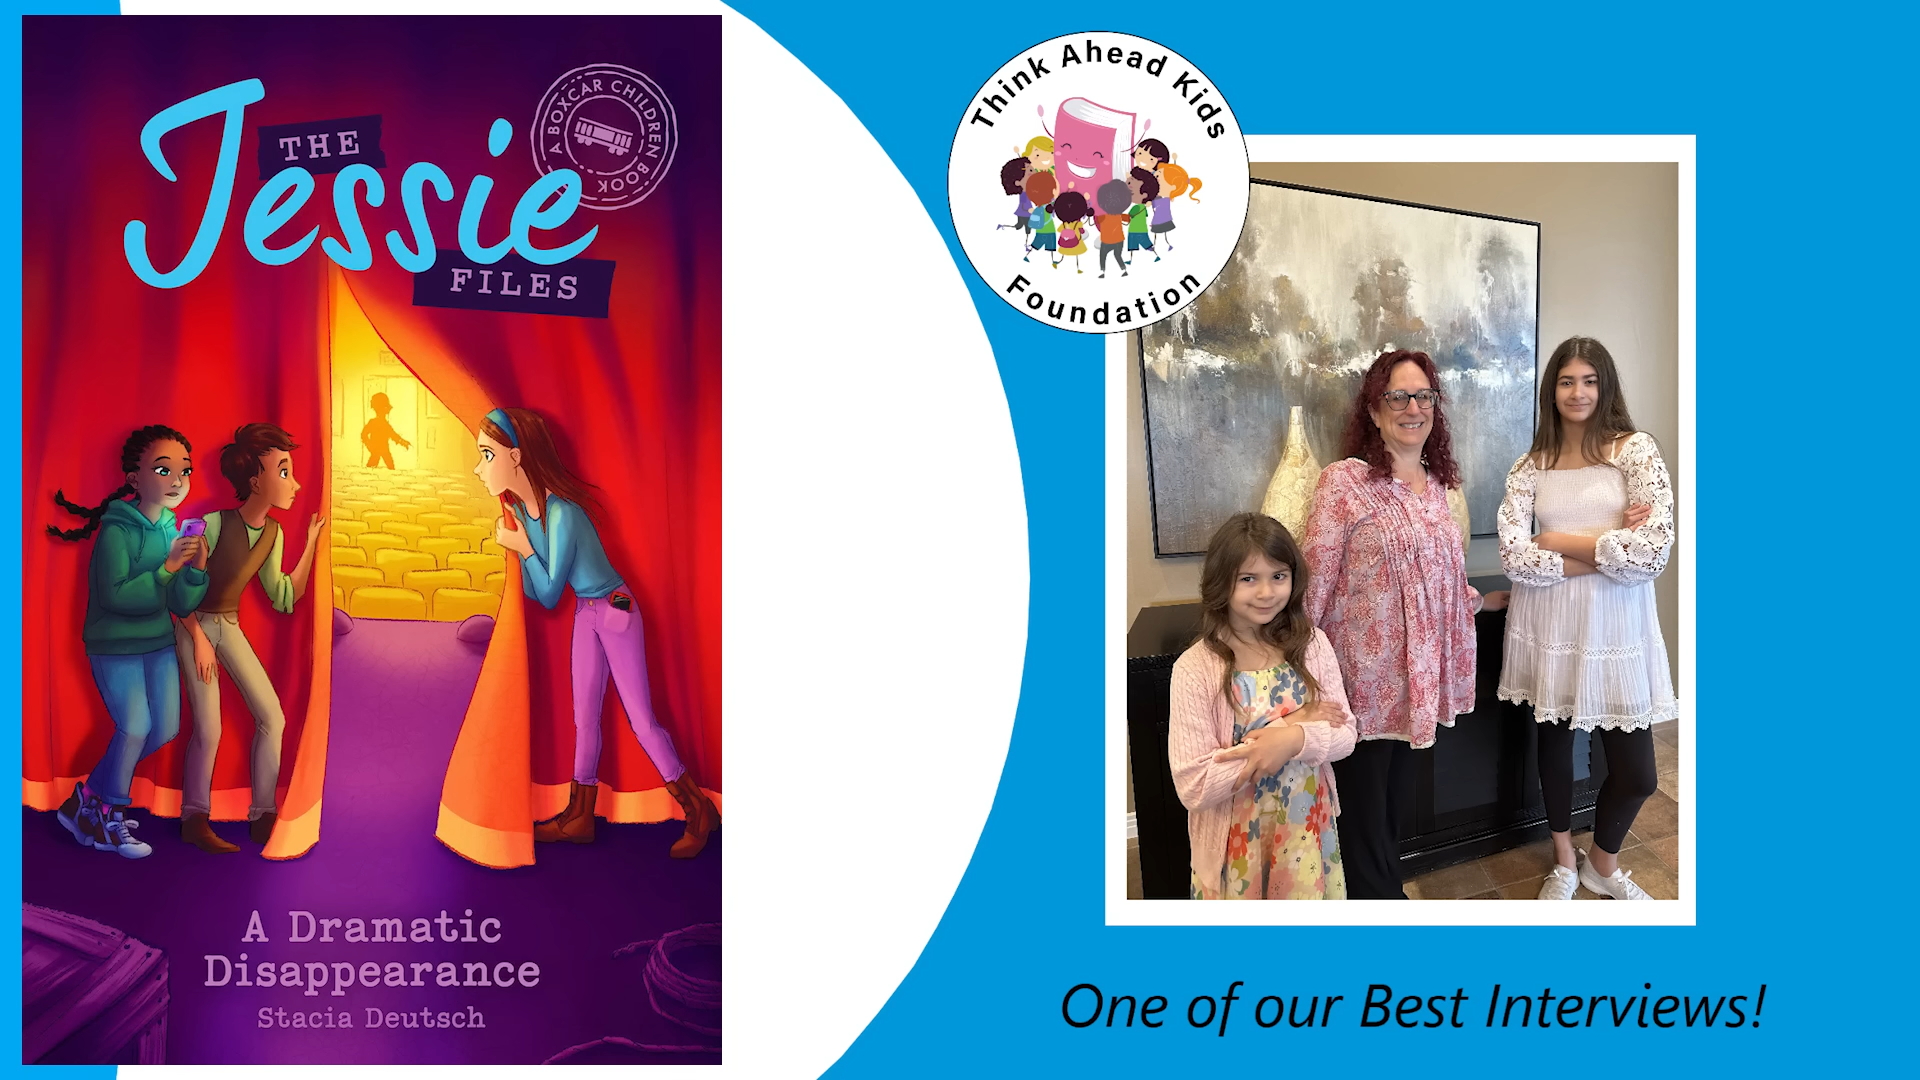 THE
Jessie
FILES
A BOXCAR CHILDREN BOOK
A Dramatic
Disappearance
Stacia Deutsch
Think Ahead Kids
Foundation
One of our Best Interviews!